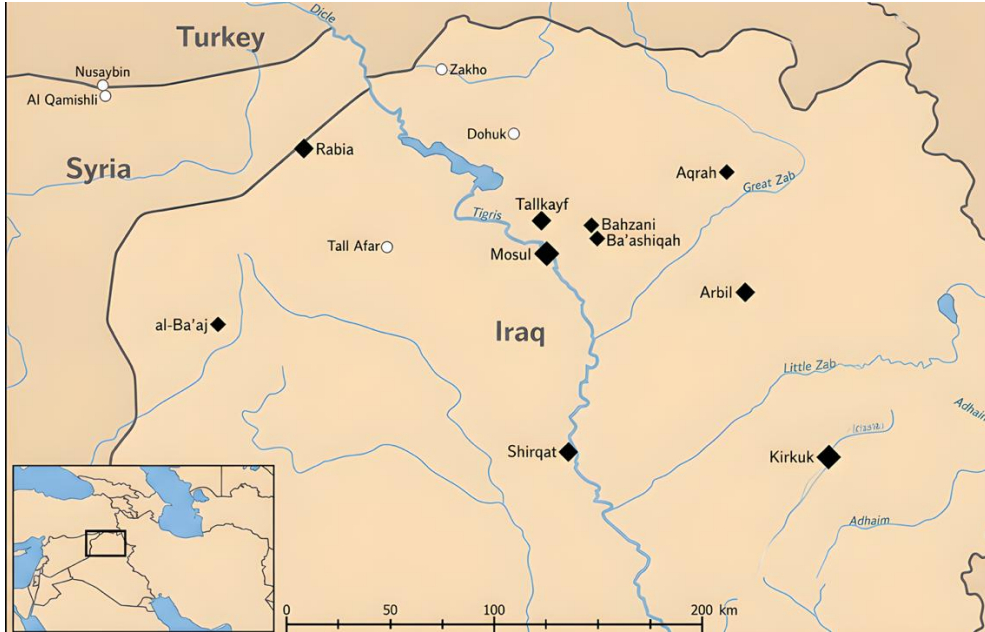 Dicle
Turkey
Nusaybin
Al Qamishli
Zakho
Dohuk
Rabia
Syria
Aqrah
Great Zab
Tallkayf
Tigris
Bahzani
Ba'ashiqah
Tall Afar
Mosul
Arbil
al-Ba'aj
Iraq
Little Zab
Adhaim
Shirqat
Kirkuk
Adhaim
0 50 100 200 km